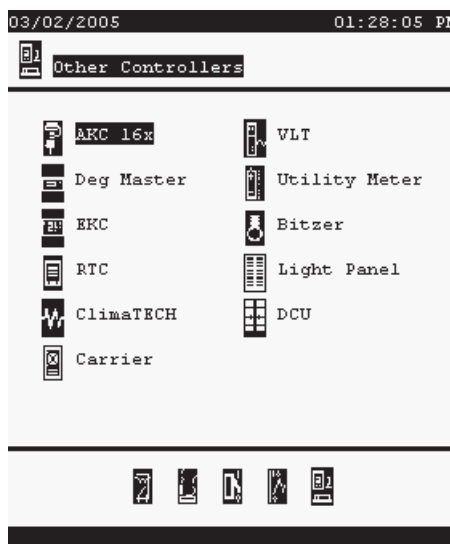 03/02/2005 01:28:05 PM
Other Controllers
AKC 16x VLT
Deg Master Utility Meter
EKC Bitzer
RTC Light Panel
ClimaTECH DCU
Carrier